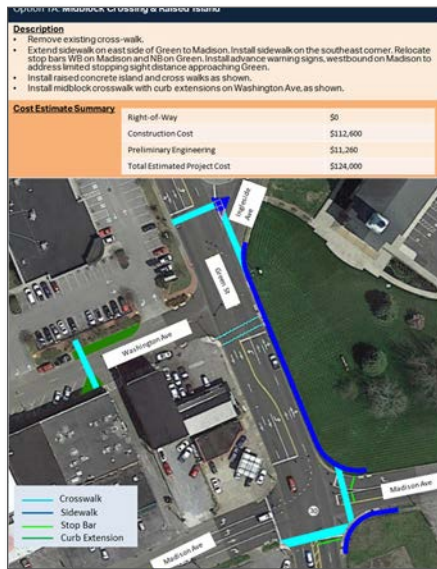 Option 1A: Midblock Crossing & Raised Island
Description
• Remove existing cross-walk.
• Extend sidewalk on east side of Green to Madison. Install sidewalk on the southeast corner. Relocate
stop bars WB on Madison and NB on Green. Install advance warning signs, westbound on Madison to
address limited stopping sight distance approaching Green.
• Install raised concrete island and cross walks as shown.
• Install midblock crosswalk with curb extensions on Washington Ave, as shown.
Cost Estimate Summary
Right-of-Way $0
Construction Cost $112,600
Preliminary Engineering $11,260
Total Estimated Project Cost $124,000
Ingleside Ave
Green St
Washington Ave
Madison Ave
30
Madison Ave
Crosswalk
Sidewalk
Stop Bar
Curb Extension